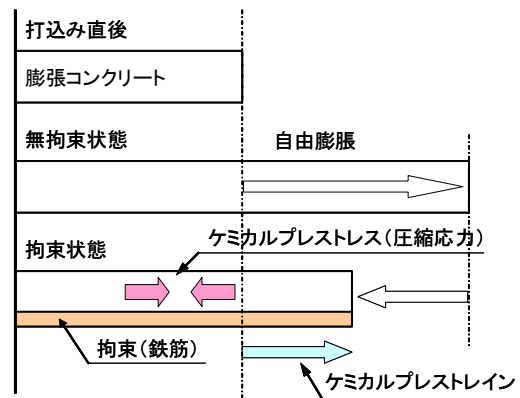 打込み直後
膨張コンクリート
無拘束状態
自由膨脹
ケミカルプレストレス(圧縮応力)
拘束状態
拘束(鉄筋)
ケミカルプレストレイン